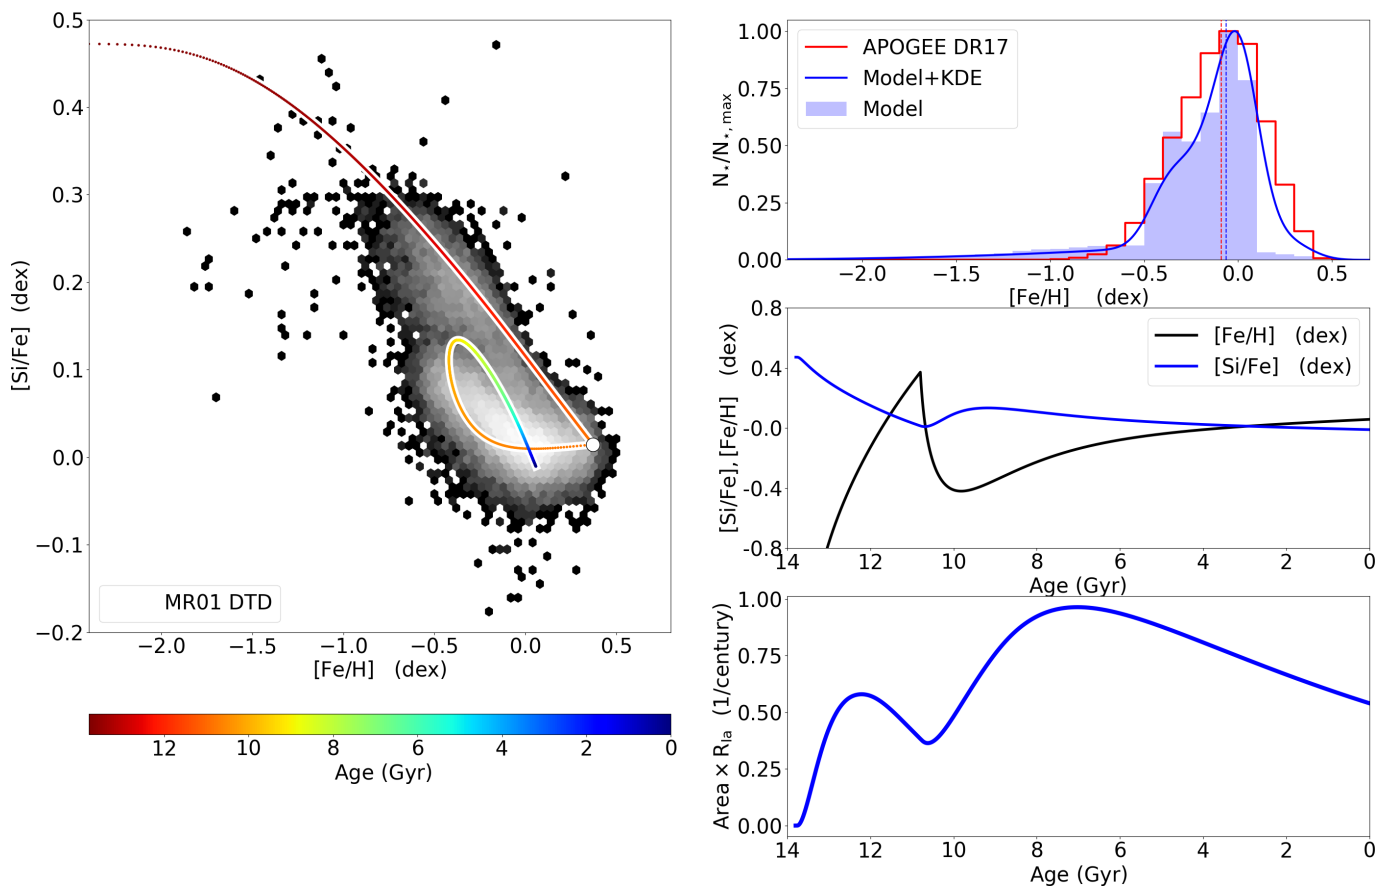 0.5
0.4
0.3
0.2
0.1
0.0
−0.1
−0.2
[Si/Fe] (dex)
MR01 DTD
−2.0 −1.5 −1.0 −0.5 0.0 0.5
[Fe/H] (dex)
12 10 8 6 4 2 0
Age (Gyr)
1.00
0.75
0.50
0.25
0.00
N⋆/N⋆,max
APOGEE DR17
Model+KDE
Model
−2.0 −1.5 −1.0 −0.5 0.0 0.5
[Fe/H] (dex)
0.8
0.4
-0.0
-0.4
-0.8
[Si/Fe], [Fe/H] (dex)
[Fe/H] (dex)
[Si/Fe] (dex)
14 12 10 8 6 4 2 0
Age (Gyr)
1.00
0.75
0.50
0.25
0.00
Area × RIa (1/century)
14 12 10 8 6 4 2 0
Age (Gyr)